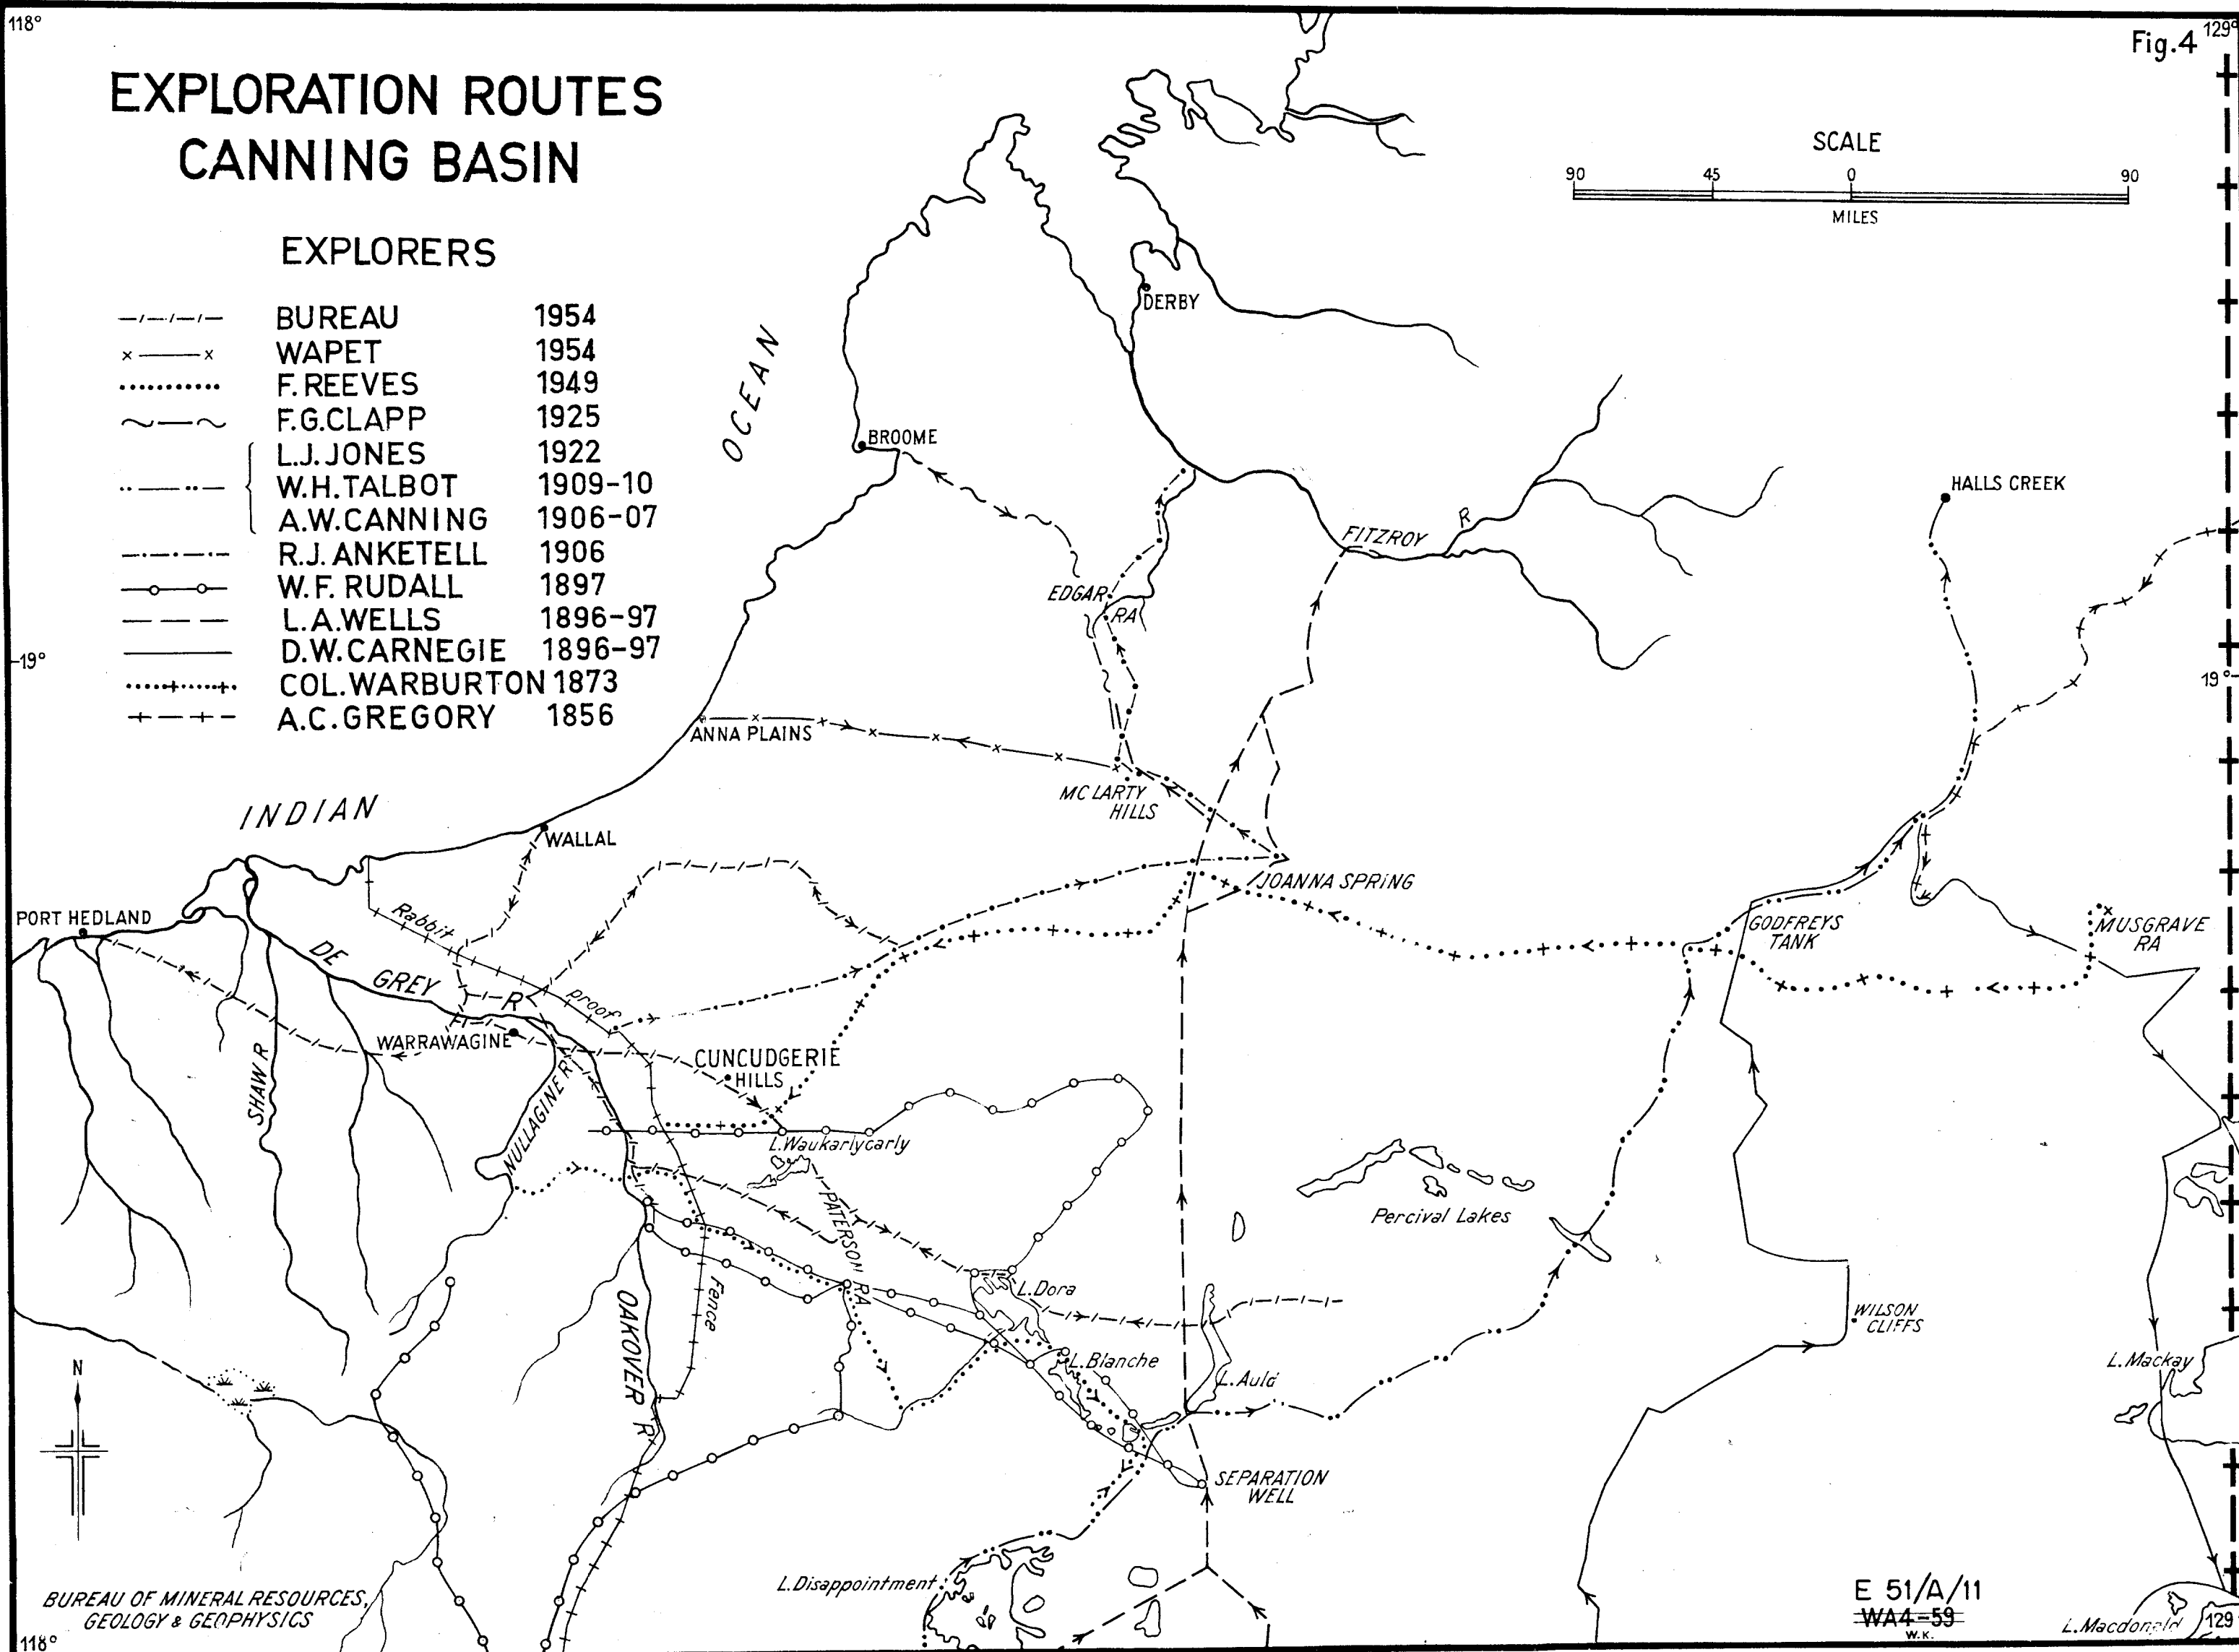 118°
Fig.4
129°
EXPLORATION ROUTES
CANNING BASIN
SCALE
90 45 0 90
MILES
EXPLORERS
BUREAU 1954
WAPET 1954
F. REEVES 1949
F.G.CLAPP 1925
L.J.JONES 1922
W.H.TALBOT 1909-10
A.W.CANNING 1906-07
R.J.ANKETELL 1906
W.F. RUDALL 1897
L.A.WELLS 1896-97
D.W.CARNEGIE 1896-97
COL.WARBURTON 1873
A.C.GREGORY 1856
OCEAN
DERBY
BROOME
HALLS CREEK
FITZROY R
EDGAR
RA
19°
19°
ANNA PLAINS
MC LARTY
HILLS
INDIAN
WALLAL
JOANNA SPRING
PORT HEDLAND
Rabbit
proof
Fence
DE GREY R
GODFREYS
TANK
MUSGRAVE
RA
WARRAWAGINE
CUNCUDGERIE
HILLS
SHAW R
NULLAGINE R
L.Waukarlycarly
PATERSON RA
Percival Lakes
L.Dora
OAKOVER R
WILSON
CLIFFS
L.Blanche
L.Auld
L.Mackay
N
SEPARATION
WELL
L.Disappointment
BUREAU OF MINERAL RESOURCES,
GEOLOGY & GEOPHYSICS
E 51/A/11
WA4-59
W.K.
L.Macdonald
118°
129